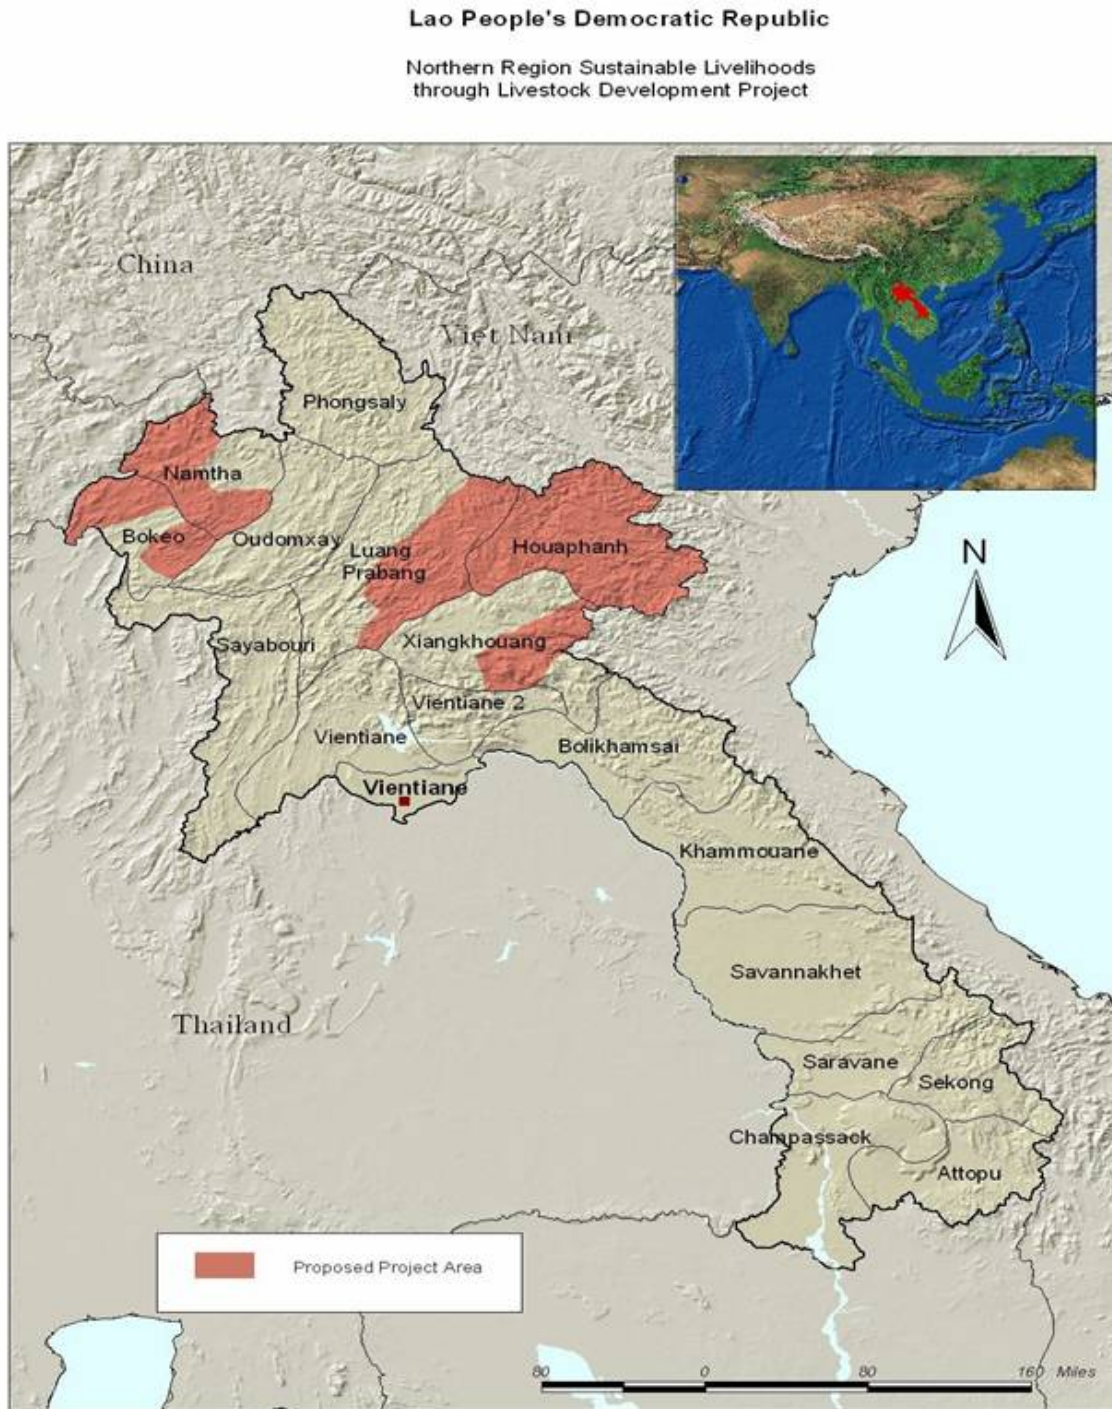 Lao People's Democratic Republic
Northern Region Sustainable Livelihoods
through Livestock Development Project
China
Viet Nam
Phongsaly
Namtha
Bokeo
Oudomxay
Luang
Prabang
Houaphanh
N
Sayabouri
Xiangkhouang
Vientiane 2
Vientiane
Bolikhamsai
Vientiane
Khammouane
Savannakhet
Thailand
Saravane
Sekong
Champassack
Attopu
Proposed Project Area
80 0 80 160 Miles